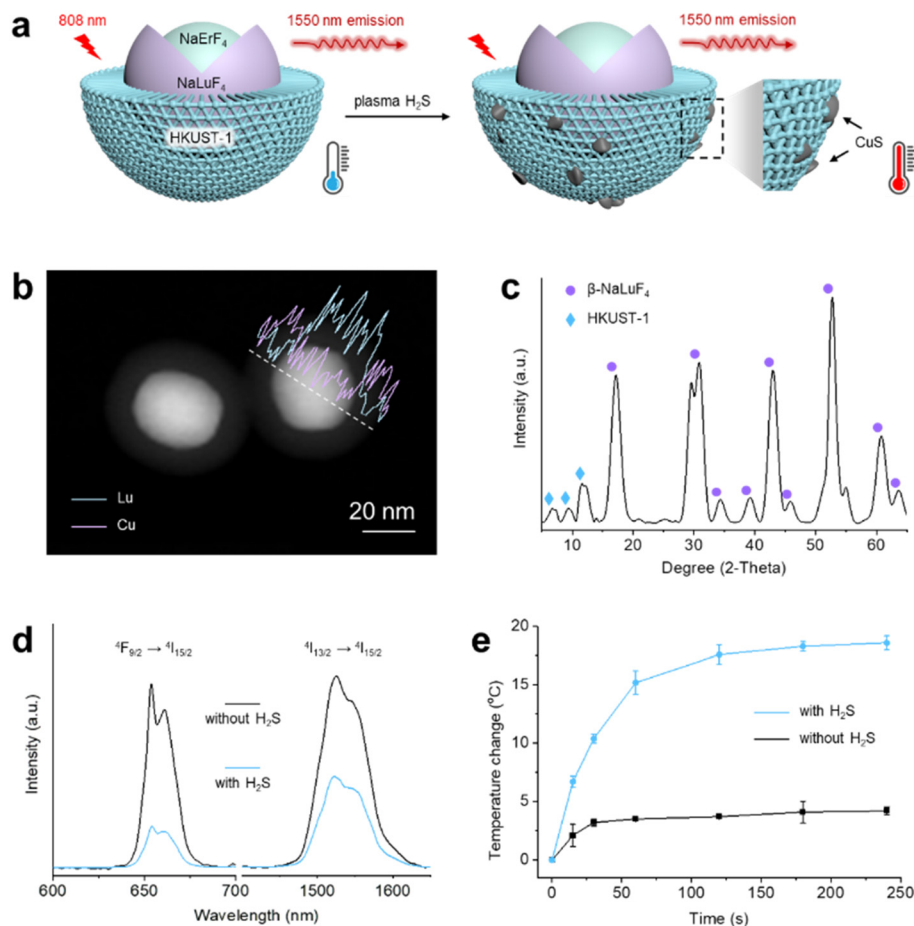 a
808 nm
1550 nm emission
1550 nm emission
NaErF₄
NaLuF₄
plasma H₂S
HKUST-1
CuS
b
Lu
Cu
20 nm
c
β-NaLuF₄
HKUST-1
Intensity (a.u.)
10 20 30 40 50 60
Degree (2-Theta)
d
⁴F₉/₂ → ⁴I₁₅/₂
⁴I₁₃/₂ → ⁴I₁₅/₂
without H₂S
with H₂S
Intensity (a.u.)
600 650 700 1500 1600
Wavelength (nm)
e
20
15
10
5
0
Temperature change (°C)
with H₂S
without H₂S
0 50 100 150 200 250
Time (s)